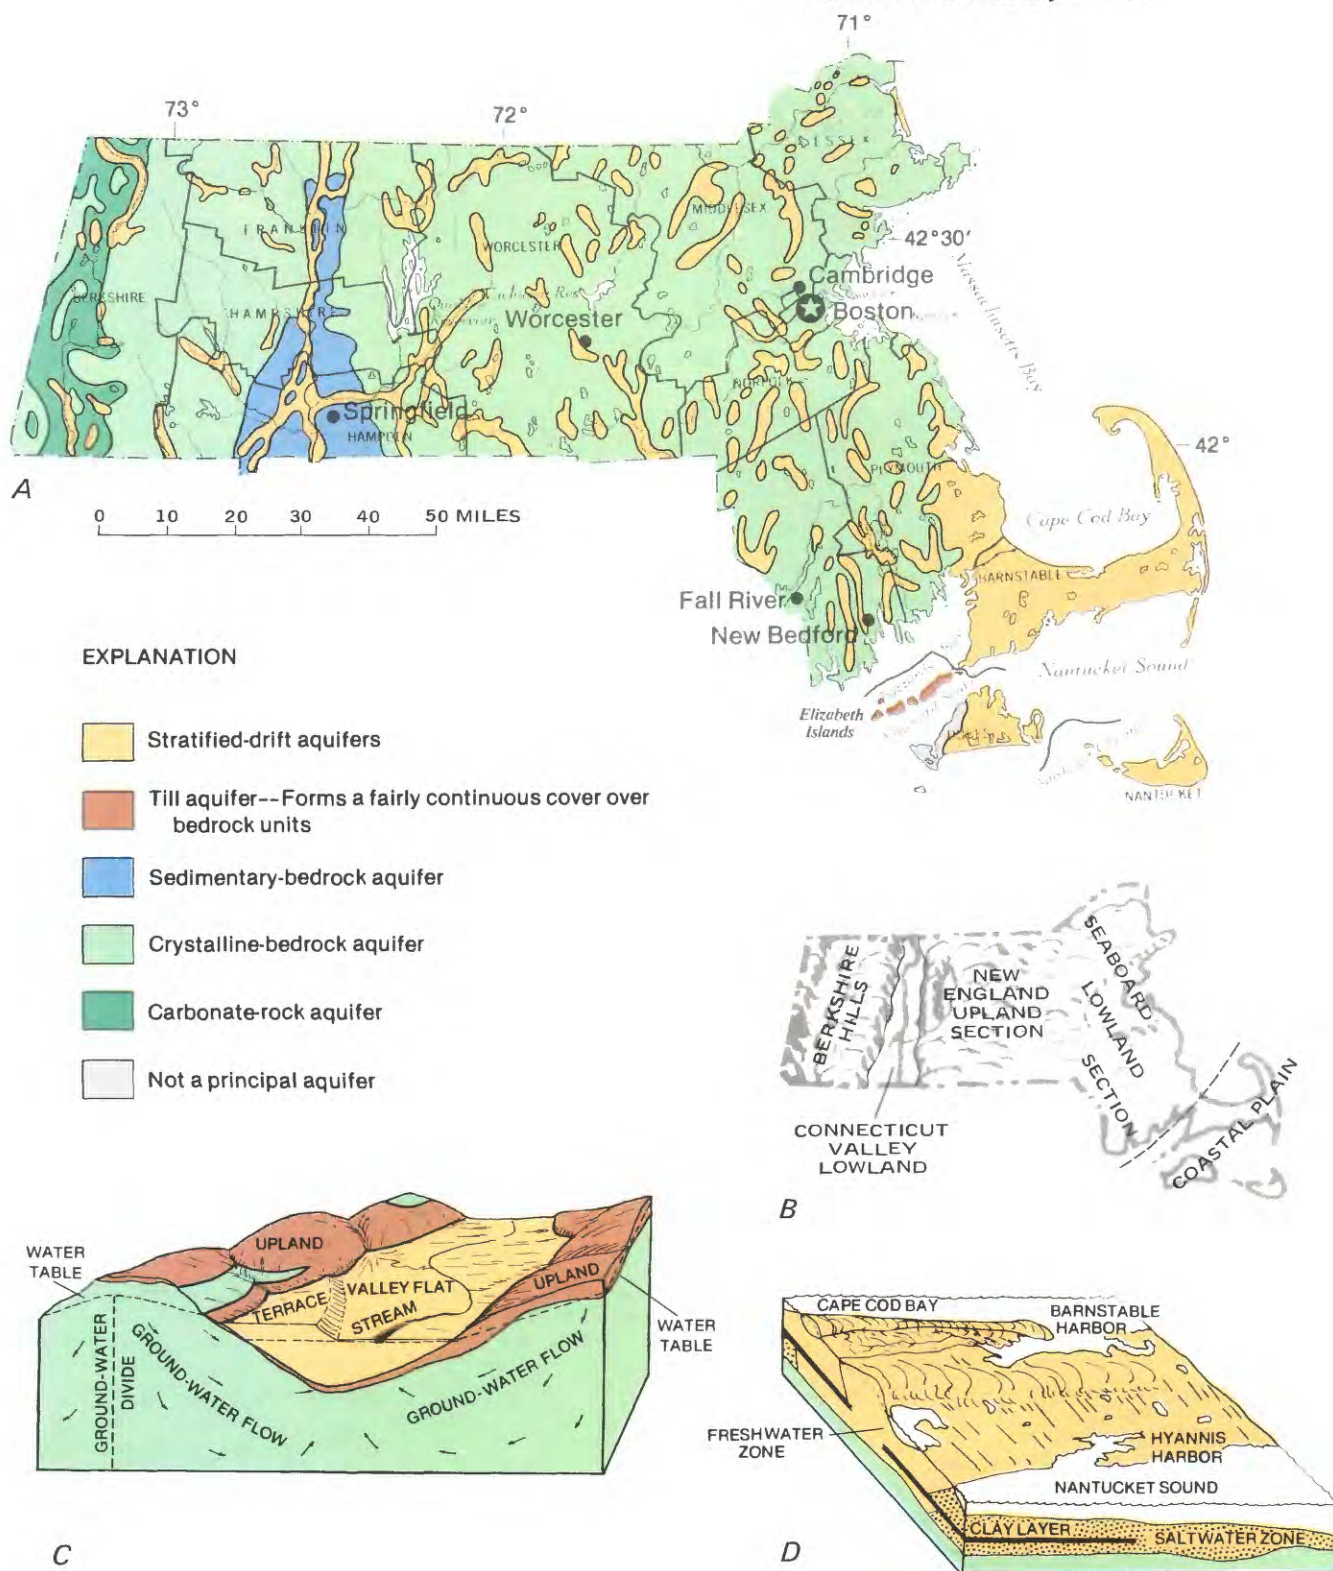 71°
73°
72°
ESSEX
MIDDLESEX
FRANKLIN
WORCESTER
42°30'
Massachusetts Bay
Cambridge
BERKSHIRE
HAMPSHIRE
Boston
Worcester
NORFOLK
Springfield
HAMPDEN
42°
PLYMOUTH
A
0 10 20 30 40 50 MILES
Cape Cod Bay
BARNSTABLE
Fall River
New Bedford
Nantucket Sound
Elizabeth
Islands
NANTUCKET
EXPLANATION
Stratified-drift aquifers
Till aquifer--Forms a fairly continuous cover over
bedrock units
Sedimentary-bedrock aquifer
Crystalline-bedrock aquifer
Carbonate-rock aquifer
Not a principal aquifer
BERKSHIRE
HILLS
NEW
ENGLAND
UPLAND
SECTION
SEABOARD
LOWLAND
SECTION
COASTAL PLAIN
CONNECTICUT
VALLEY
LOWLAND
B
WATER
TABLE
UPLAND
UPLAND
TERRACE
VALLEY FLAT
STREAM
WATER
TABLE
GROUND-WATER
DIVIDE
GROUND-WATER FLOW
GROUND-WATER FLOW
C
CAPE COD BAY
BARNSTABLE
HARBOR
FRESHWATER
ZONE
HYANNIS
HARBOR
NANTUCKET SOUND
CLAY LAYER
SALTWATER ZONE
D